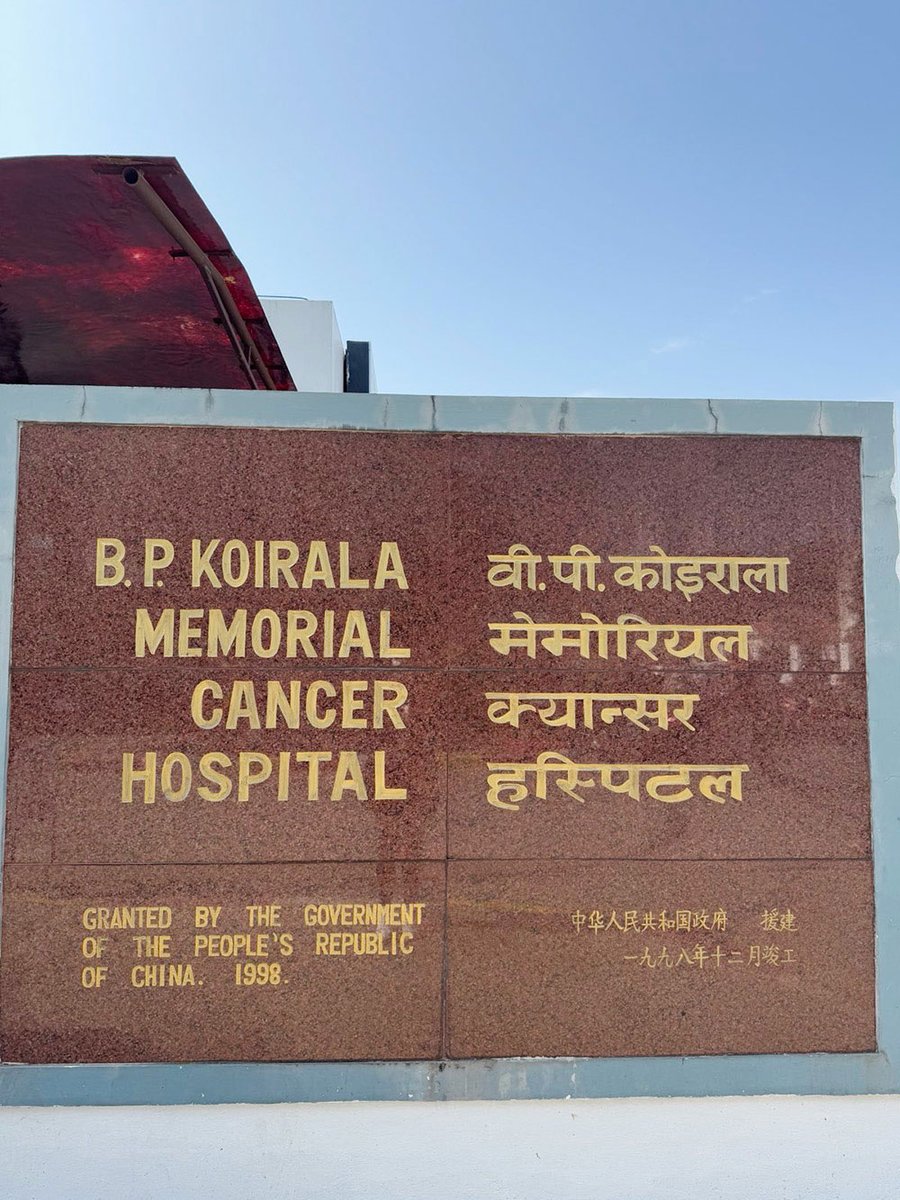 B.P. KOIRALA
MEMORIAL
CANCER
HOSPITAL
वी.पी.कोइराला
मेमोरियल
क्यान्सर
हस्पिटल
GRANTED BY THE GOVERNMENT
OF THE PEOPLE'S REPUBLIC
OF CHINA. 1998.
中华人民共和国政府 援建
一九九八年十二月竣工